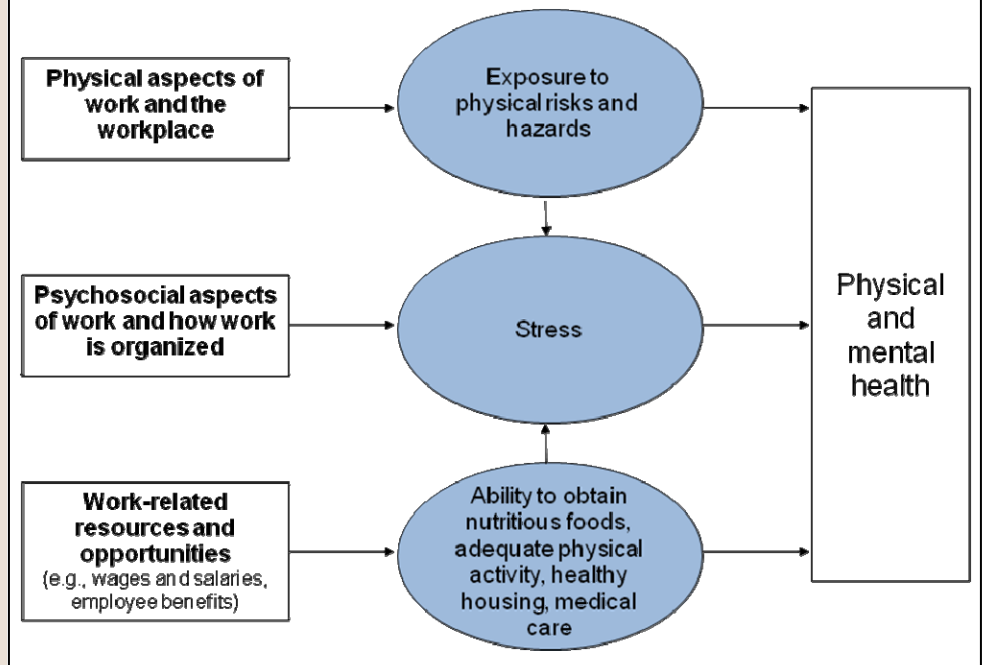 Physical aspects of
work and the
workplace
Exposure to
physical risks and
hazards
Psychosocial aspects
of work and how work
is organized
Stress
Physical
and
mental
health
Work-related
resources and
opportunities
(e.g., wages and salaries,
employee benefits)
Ability to obtain
nutritious foods,
adequate physical
activity, healthy
housing, medical
care